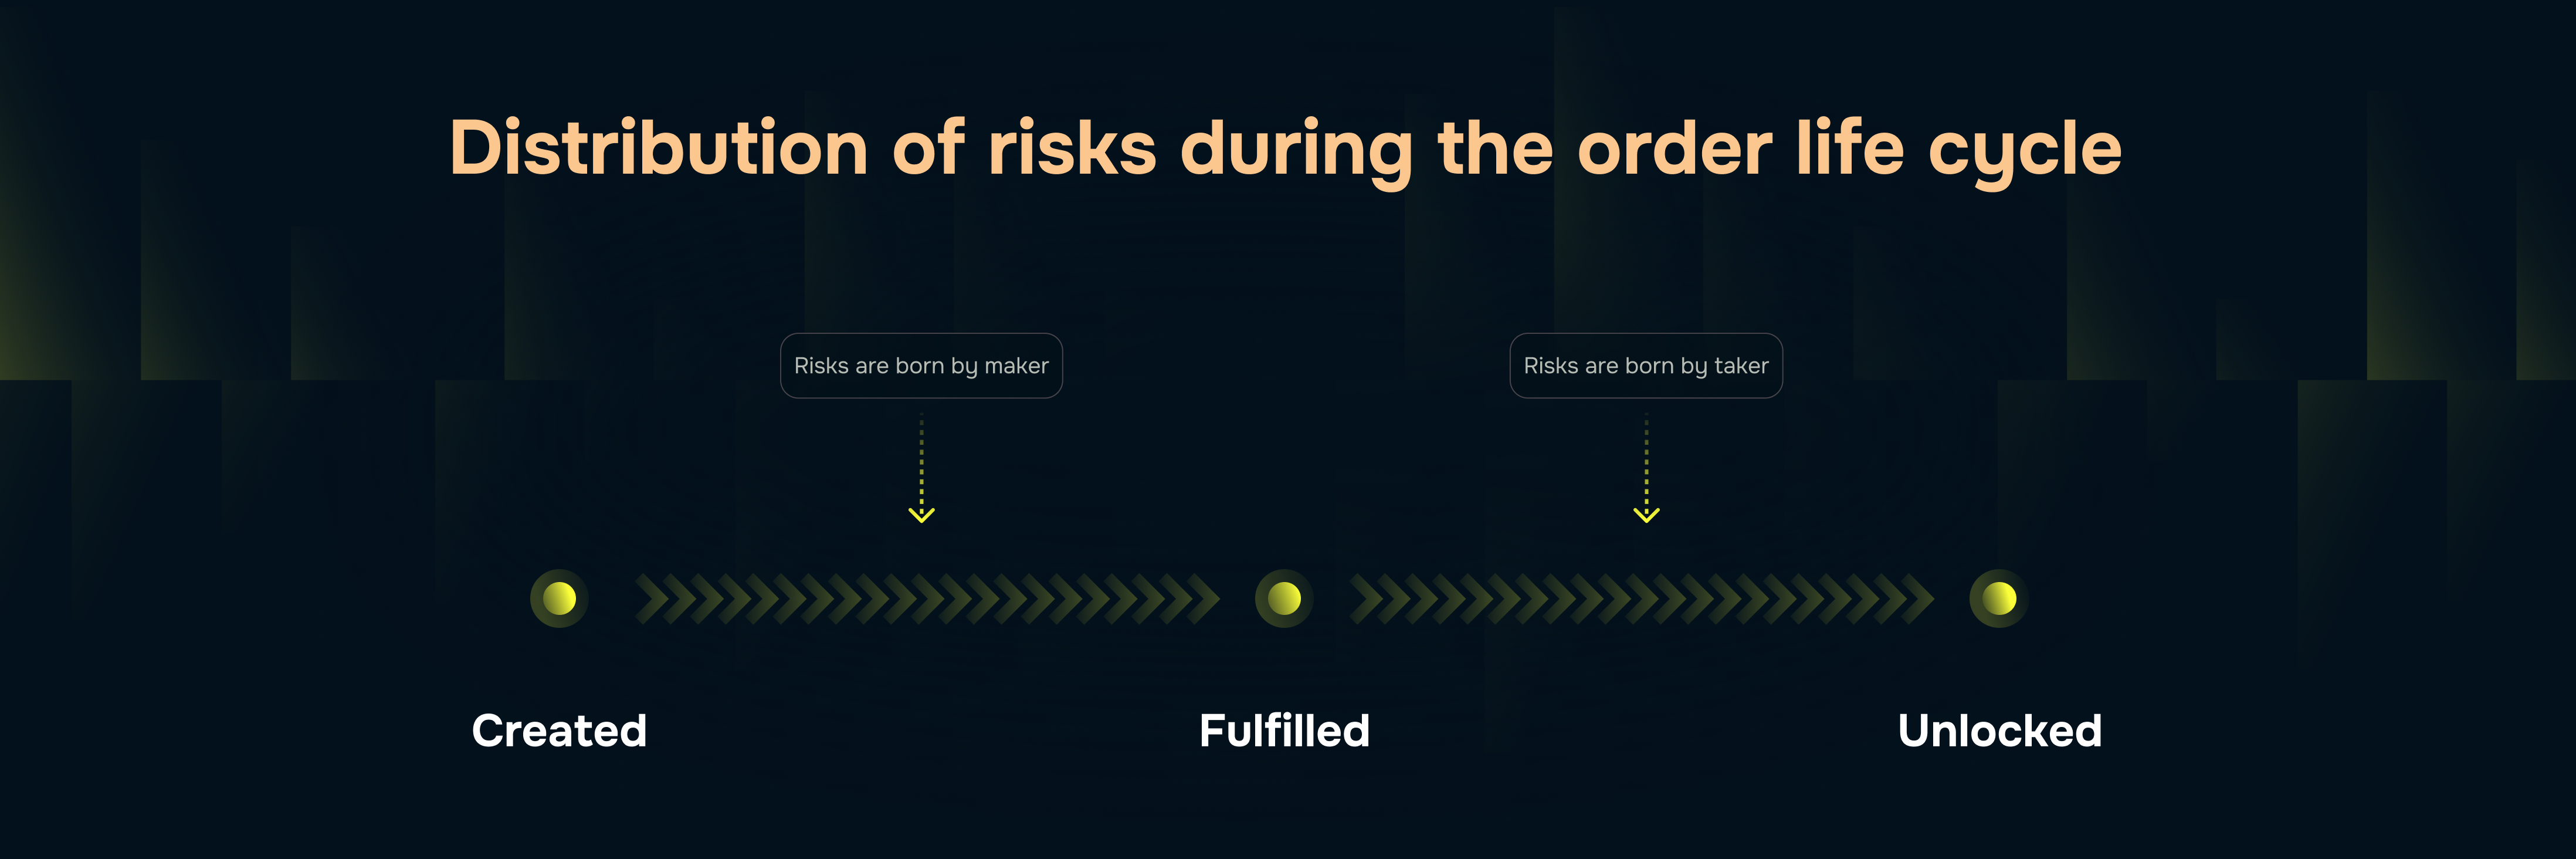 Distribution of risks during the order life cycle
Risks are born by maker
Risks are born by taker
Created
Fulfilled
Unlocked